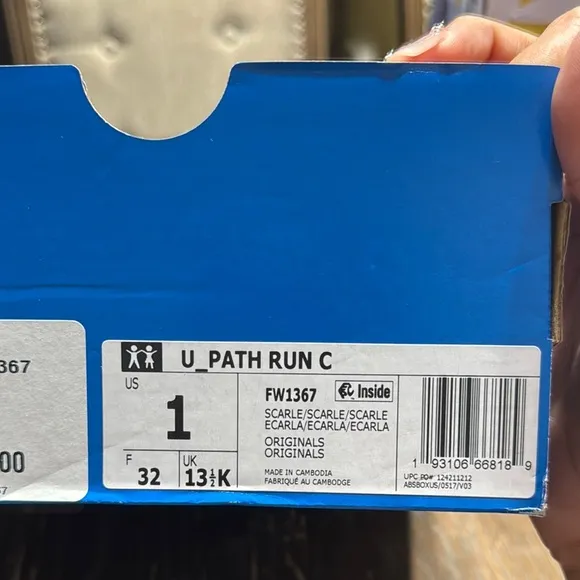 367
00
67
U_PATH RUN C
US
1
F
32
UK
13½K
FW1367
Inside
SCARLE/SCARLE/SCARLE
ECARLA/ECARLA/ECARLA
ORIGINALS
ORIGINALS
MADE IN CAMBODIA
FABRIQUÉ AU CAMBODGE
1 93106 66818 9
UPC PO# 124211212
ABSBOXUS/0517/V03